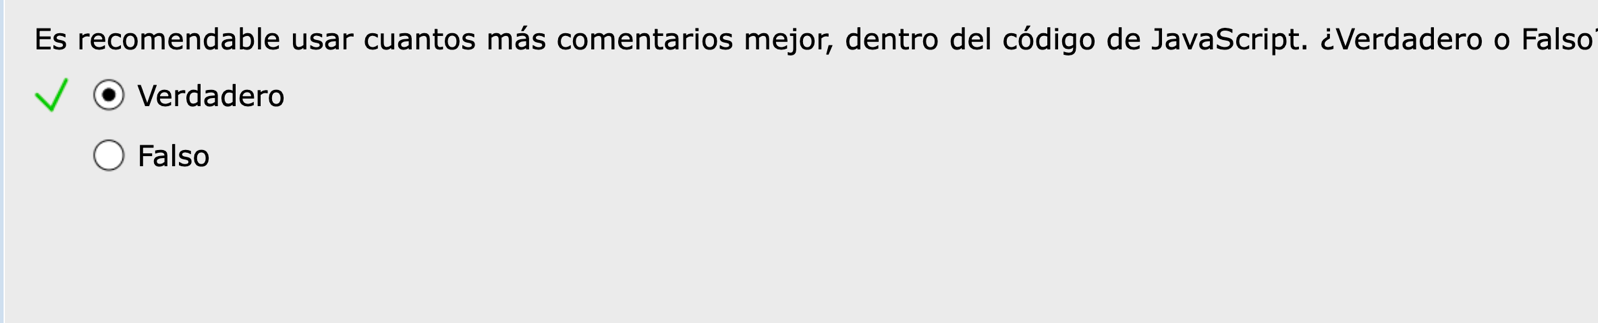 Es recomendable usar cuantos más comentarios mejor, dentro del código de JavaScript. ¿Verdadero o Falso?
Verdadero
Falso